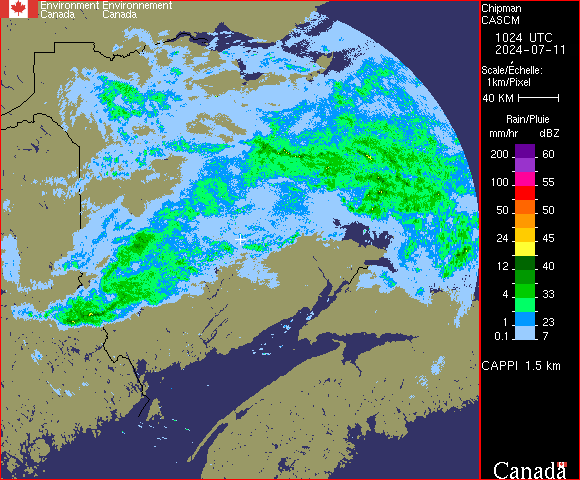 Environment Environnement
Canada Canada
Chipman
CASCM
1024 UTC
2024-07-11
Scale/Échelle:
1km/Pixel
40 KM
Rain/Pluie
mm/hr dBZ
200 60
100 55
50 50
24 45
12 40
4 33
0.1 23
0.1 7
CAPPI 1.5 km
Canada